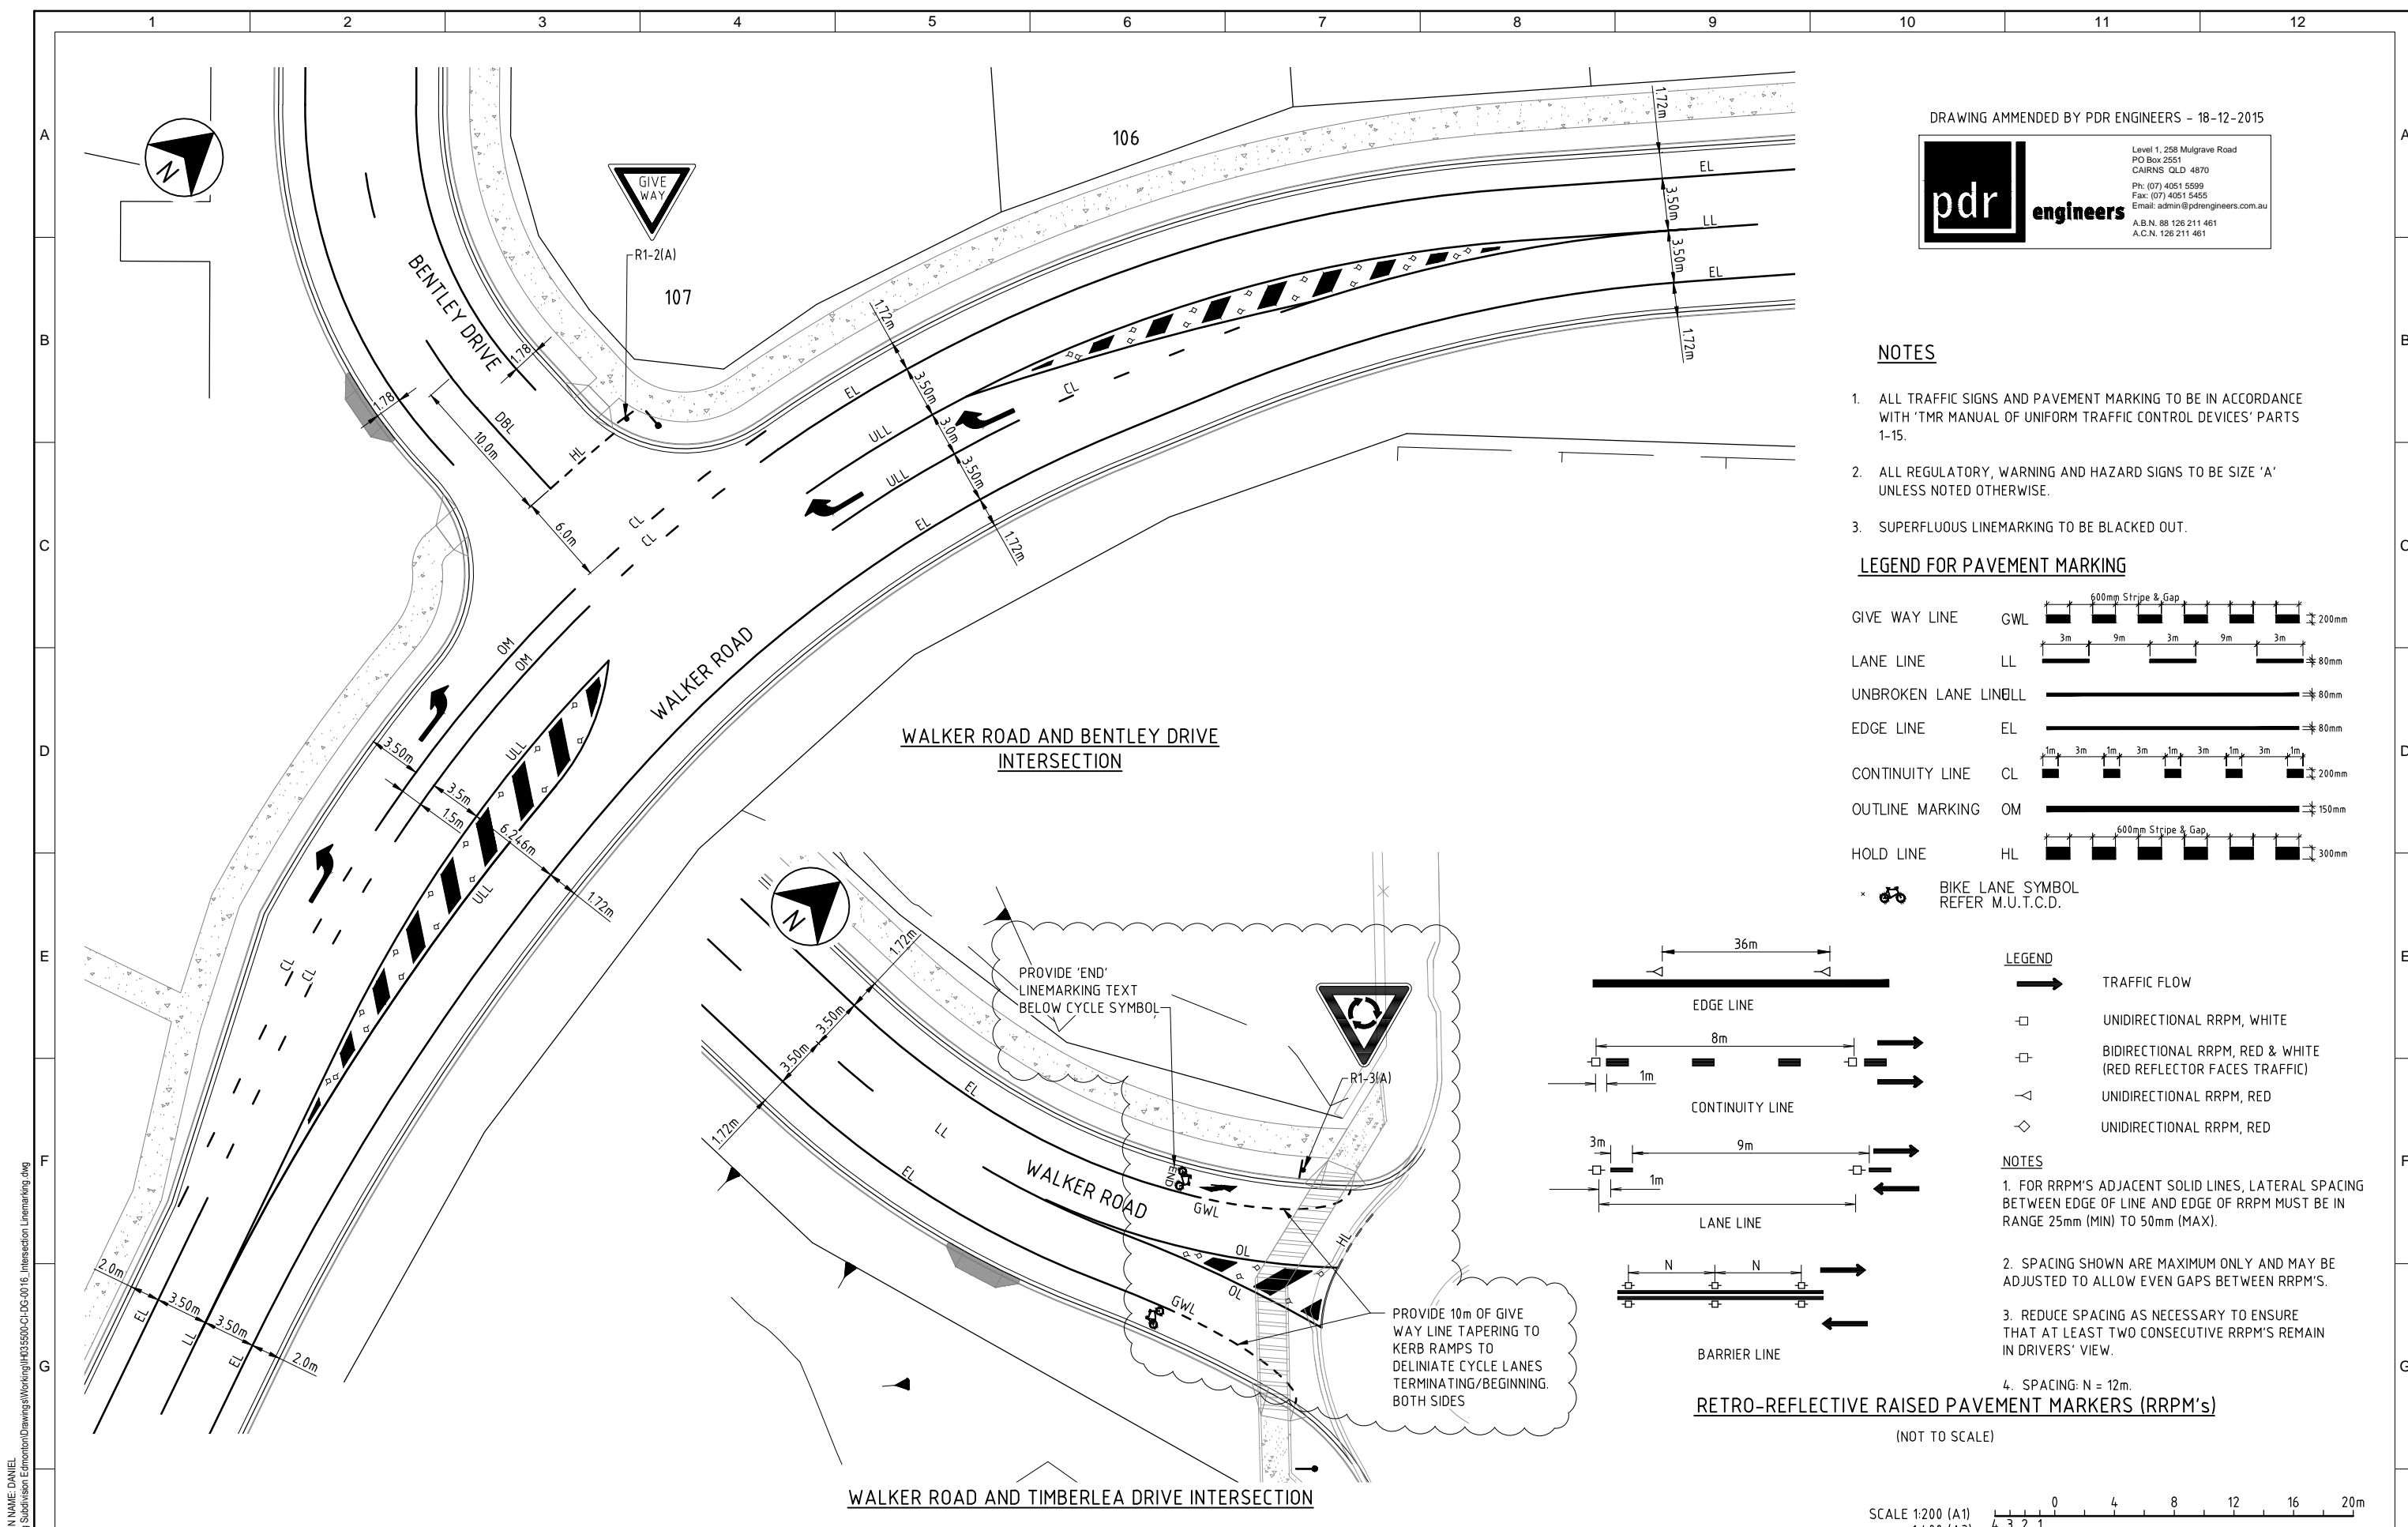 1 2 3 4 5 6 7 8 9 10 11 12
A
B
C
D
E
F
G
A
B
C
D
E
F
G
N
BENTLEY DRIVE
GIVE
WAY
R1-2(A)
107
106
1.78
1.78
DBL
10.0m
HL
6.0m
CL
CL
1.72m
3.50m
3.0m
3.50m
1.72m
EL
ULL
ULL
EL
CL
1.72m
EL
3.50m
LL
3.50m
EL
1.72m
OM
OM
WALKER ROAD
3.50m
ULL
3.5m
1.5m
6.246m
ULL
1.72m
CL
CL
2.0m
3.50m
3.50m
2.0m
EL
LL
EL
WALKER ROAD AND BENTLEY DRIVE
INTERSECTION
N
1.72m
3.50m
3.50m
1.72m
PROVIDE 'END'
LINEMARKING TEXT
BELOW CYCLE SYMBOL
R1-3(A)
EL
LL
EL
WALKER ROAD
END
GWL
HL
OL
OL
GWL
PROVIDE 10m OF GIVE
WAY LINE TAPERING TO
KERB RAMPS TO
DELINIATE CYCLE LANES
TERMINATING/BEGINNING.
BOTH SIDES
WALKER ROAD AND TIMBERLEA DRIVE INTERSECTION
DRAWING AMMENDED BY PDR ENGINEERS - 18-12-2015
pdr engineers
Level 1, 258 Mulgrave Road
PO Box 2551
CAIRNS QLD 4870
Ph: (07) 4051 5599
Fax: (07) 4051 5455
Email: admin@pdrengineers.com.au
A.B.N. 88 126 211 461
A.C.N. 126 211 461
NOTES
1. ALL TRAFFIC SIGNS AND PAVEMENT MARKING TO BE IN ACCORDANCE
WITH 'TMR MANUAL OF UNIFORM TRAFFIC CONTROL DEVICES' PARTS
1-15.
2. ALL REGULATORY, WARNING AND HAZARD SIGNS TO BE SIZE 'A'
UNLESS NOTED OTHERWISE.
3. SUPERFLUOUS LINEMARKING TO BE BLACKED OUT.
LEGEND FOR PAVEMENT MARKING
600mm Stripe & Gap
GIVE WAY LINE GWL 200mm
3m 9m 3m 9m 3m
LANE LINE LL 80mm
UNBROKEN LANE LINE ULL 80mm
EDGE LINE EL 80mm
1m 3m 1m 3m 1m 3m 1m 3m 1m
CONTINUITY LINE CL 200mm
OUTLINE MARKING OM 150mm
600mm Stripe & Gap
HOLD LINE HL 300mm
BIKE LANE SYMBOL
REFER M.U.T.C.D.
36m
EDGE LINE
8m
1m
CONTINUITY LINE
3m 9m
1m
LANE LINE
N N
BARRIER LINE
LEGEND
TRAFFIC FLOW
UNIDIRECTIONAL RRPM, WHITE
BIDIRECTIONAL RRPM, RED & WHITE
(RED REFLECTOR FACES TRAFFIC)
UNIDIRECTIONAL RRPM, RED
UNIDIRECTIONAL RRPM, RED
NOTES
1. FOR RRPM'S ADJACENT SOLID LINES, LATERAL SPACING
BETWEEN EDGE OF LINE AND EDGE OF RRPM MUST BE IN
RANGE 25mm (MIN) TO 50mm (MAX).
2. SPACING SHOWN ARE MAXIMUM ONLY AND MAY BE
ADJUSTED TO ALLOW EVEN GAPS BETWEEN RRPM'S.
3. REDUCE SPACING AS NECESSARY TO ENSURE
THAT AT LEAST TWO CONSECUTIVE RRPM'S REMAIN
IN DRIVERS' VIEW.
4. SPACING: N = 12m.
RETRO-REFLECTIVE RAISED PAVEMENT MARKERS (RRPM's)
(NOT TO SCALE)
SCALE 1:200 (A1)
0 4 8 12 16 20m
4 3 2 1
N NAME: DANIEL
Subdivision Edmonton\Drawings\Working\IH033500-CI-DG-0016_Intersection Linemarking.dwg